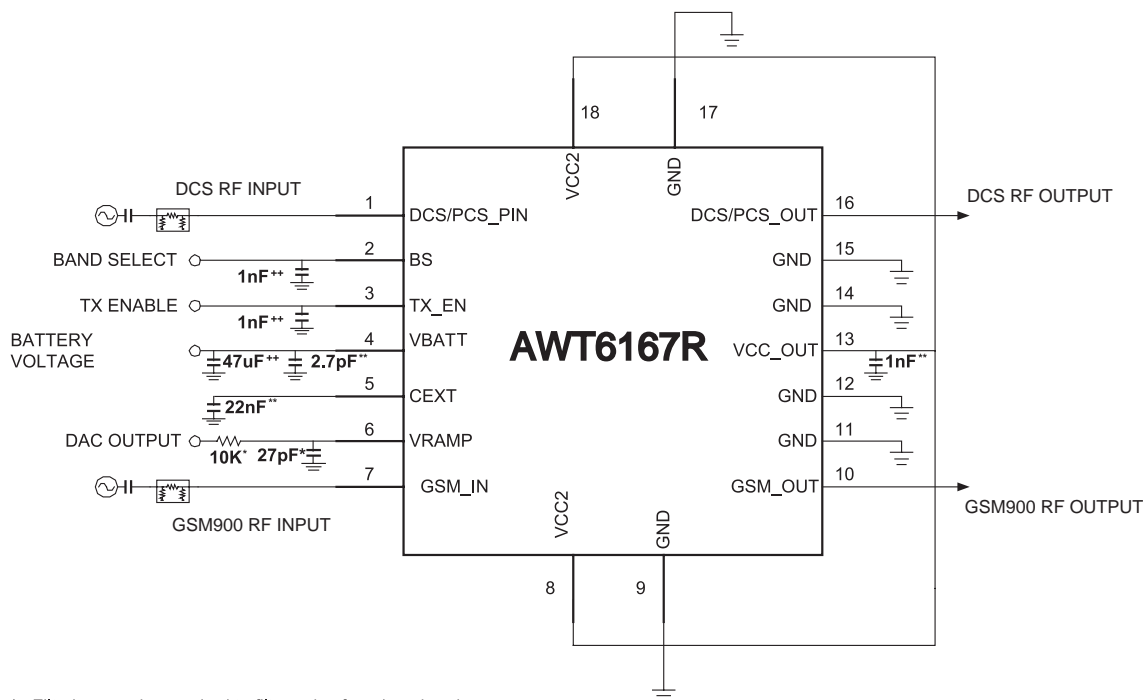 18
17
VCC2
GND
DCS RF INPUT
1
DCS/PCS_PIN
DCS/PCS_OUT
16
DCS RF OUTPUT
BAND SELECT
2
BS
1nF++
GND
15
TX ENABLE
3
TX_EN
1nF++
GND
14
BATTERY
VOLTAGE
4
VBATT
47uF++
2.7pF**
AWT6167R
VCC_OUT
13
1nF**
5
CEXT
22nF**
GND
12
DAC OUTPUT
6
VRAMP
10K*
27pF*
GND
11
7
GSM_IN
GSM900 RF INPUT
GSM_OUT
10
GSM900 RF OUTPUT
VCC2
GND
8
9